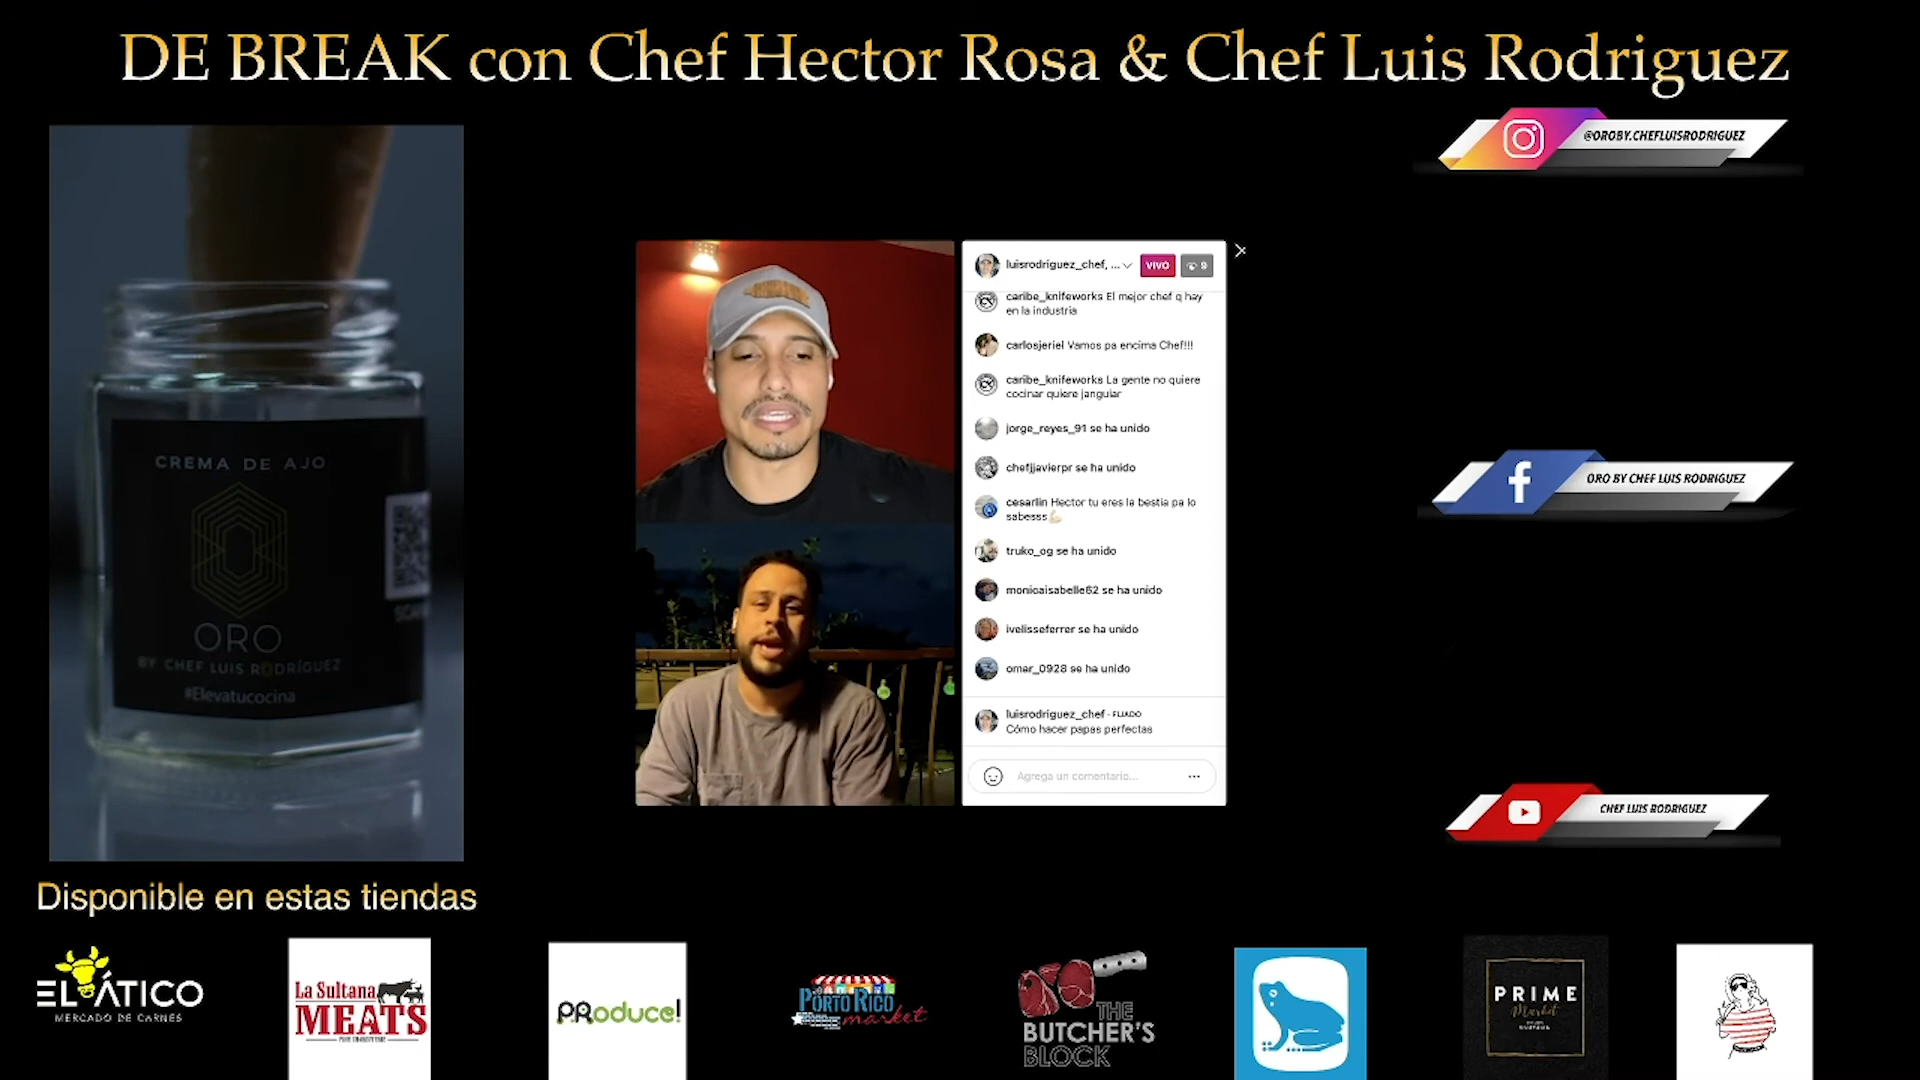 DE BREAK con Chef Hector Rosa & Chef Luis Rodriguez
@OROBY.CHEFLUISRODRIGUEZ
CREMA DE AJO
ORO
BY CHEF LUIS RODRÍGUEZ
#Elevatucocina
luisrodriguez_chef, ...
VIVO
9
caribe_knifeworks El mejor chef q hay
en la industria
carlosjeriel Vamos pa encima Chef!!!
caribe_knifeworks La gente no quiere
cocinar quiere janguiar
jorge_reyes_91 se ha unido
chefjjavierpr se ha unido
cesarlin Hector tu eres la bestia pa lo
sabesss💪🏻
truko_og se ha unido
monicaisabelle62 se ha unido
ivelisseferrer se ha unido
omar_0928 se ha unido
luisrodriguez_chef · FIJADO
Cómo hacer papas perfectas
Agrega un comentario...
ORO BY CHEF LUIS RODRIGUEZ
CHEF LUIS RODRIGUEZ
Disponible en estas tiendas
EL ÁTICO
MERCADO DE CARNES
La Sultana
MEATS
PRoduce!
PORTO RICO
market
THE
BUTCHER'S
BLOCK
PRIME
Market